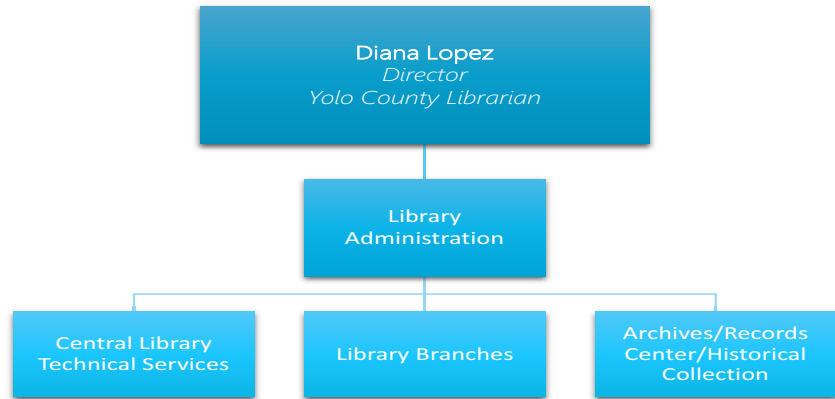 Diana Lopez
Director
Yolo County Librarian
Library
Administration
Central Library
Technical Services
Library Branches
Archives/Records
Center/Historical
Collection